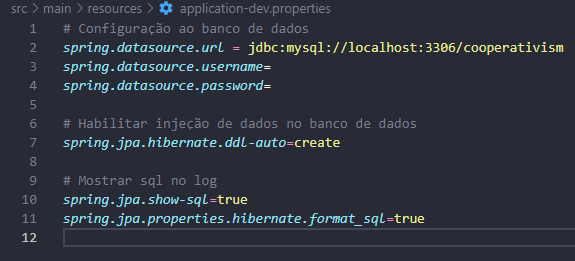 src > main > resources > application-dev.properties
1 # Configuração ao banco de dados
2 spring.datasource.url = jdbc:mysql://localhost:3306/cooperativism
3 spring.datasource.username=
4 spring.datasource.password=
5
6 # Habilitar injeção de dados no banco de dados
7 spring.jpa.hibernate.ddl-auto=create
8
9 # Mostrar sql no log
10 spring.jpa.show-sql=true
11 spring.jpa.properties.hibernate.format_sql=true
12